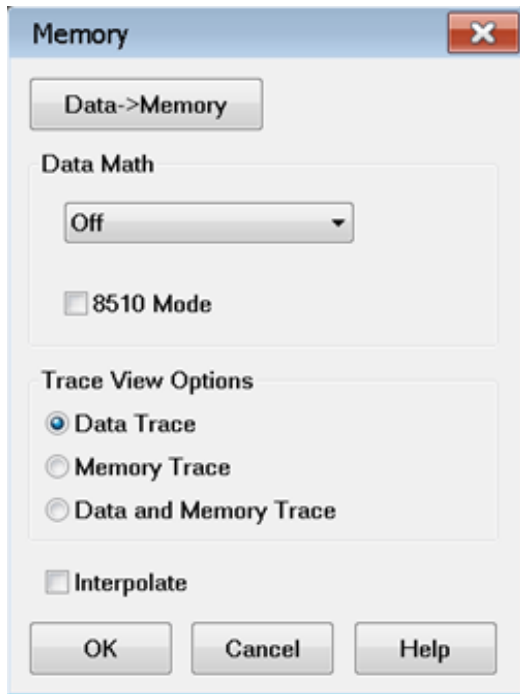 Memory
Data->Memory
Data Math
Off
8510 Mode
Trace View Options
Data Trace
Memory Trace
Data and Memory Trace
Interpolate
OK Cancel Help